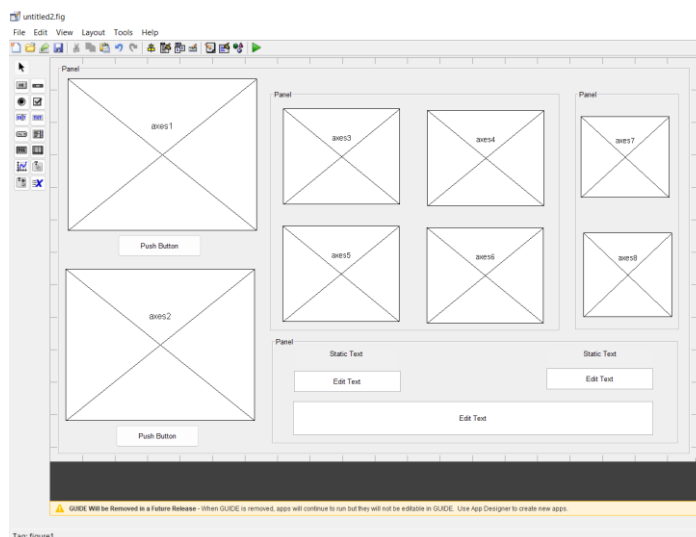 untitled2.fig
File Edit View Layout Tools Help
Panel
axes1
Push Button
axes2
Push Button
Panel
axes3
axes4
axes5
axes6
Panel
axes7
axes8
Panel
Static Text
Static Text
Edit Text
Edit Text
Edit Text
GUIDE Will be Removed in a Future Release - When GUIDE is removed, apps will continue to run but they will not be editable in GUIDE. Use App Designer to create new apps.
Tag: figure1